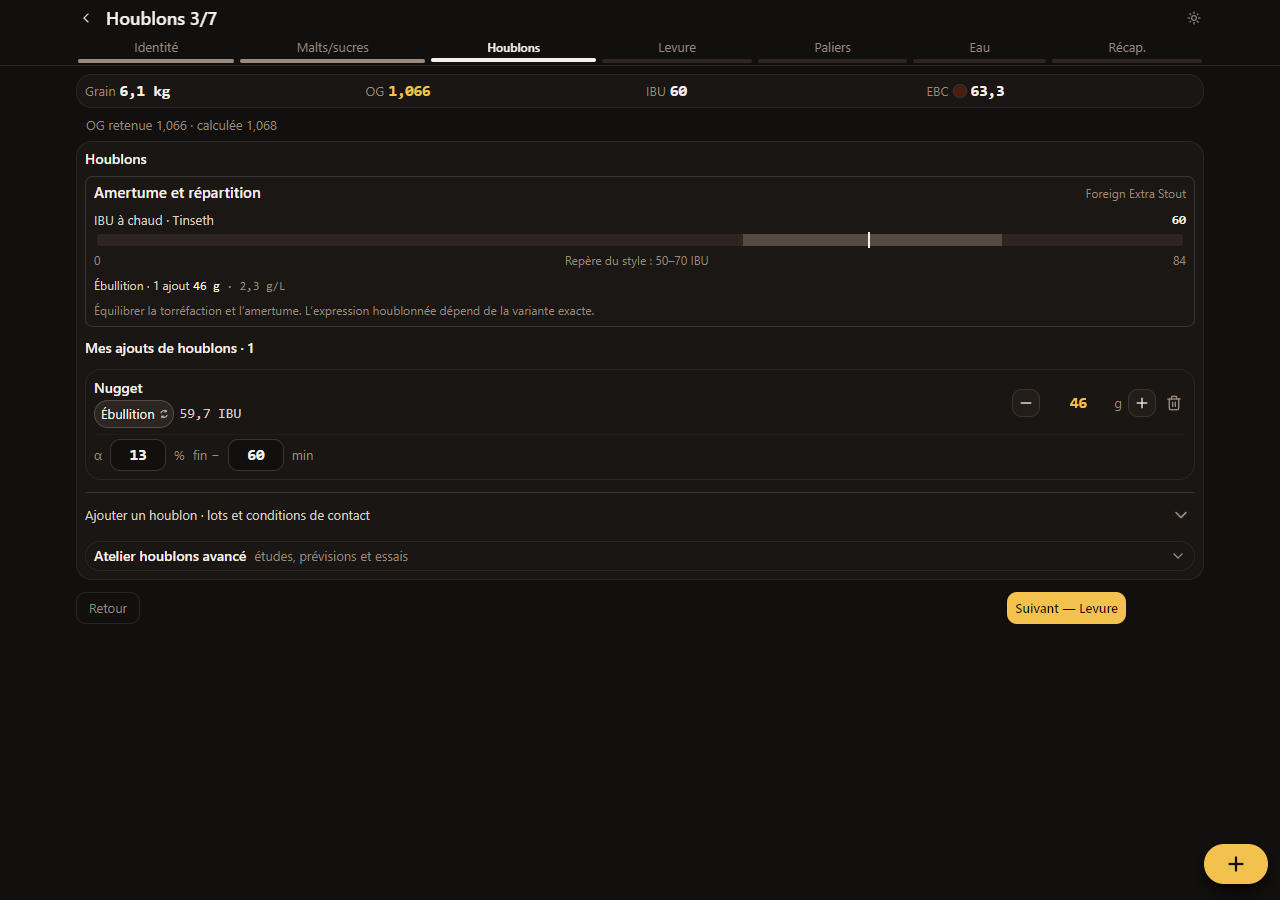 Houblons 3/7
Identité Malts/sucres Houblons Levure Paliers Eau Récap.
Grain 6,1 kg OG 1,066 IBU 60 EBC 63,3
OG retenue 1,066 · calculée 1,068
Houblons
Amertume et répartition Foreign Extra Stout
IBU à chaud · Tinseth 60
0 Repère du style : 50–70 IBU 84
Ébullition · 1 ajout 46 g · 2,3 g/L
Équilibrer la torréfaction et l’amertume. L’expression houblonnée dépend de la variante exacte.
Mes ajouts de houblons · 1
Nugget
Ébullition 59,7 IBU − 46 g +
α 13 % fin − 60 min
Ajouter un houblon · lots et conditions de contact
Atelier houblons avancé études, prévisions et essais
Retour Suivant — Levure
+